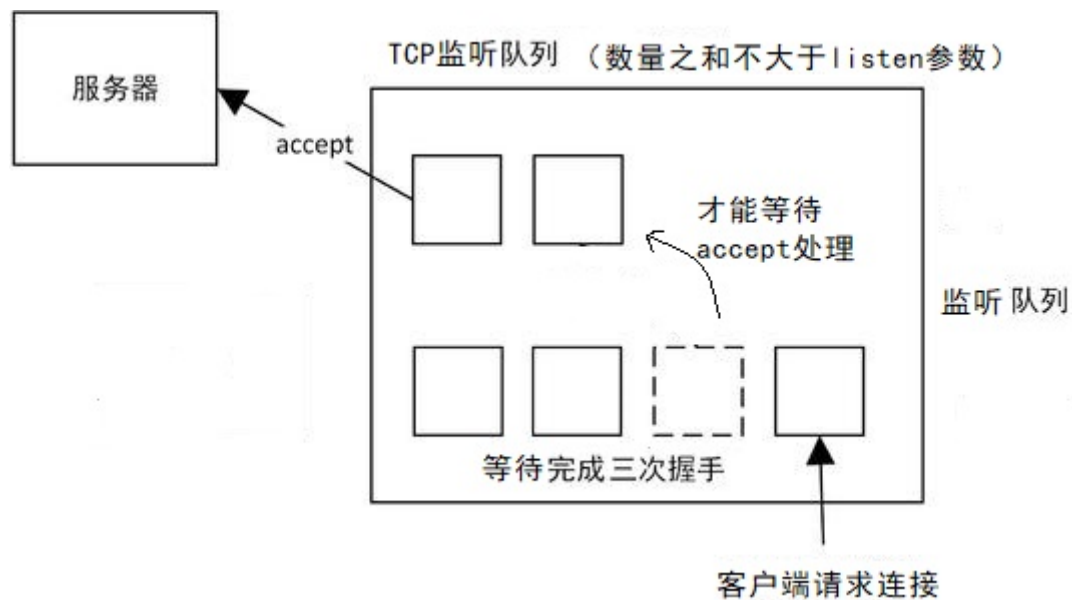 TCP监听队列 （数量之和不大于listen参数）
服务器
accept
才能等待
accept处理
监听 队列
等待完成三次握手
客户端请求连接